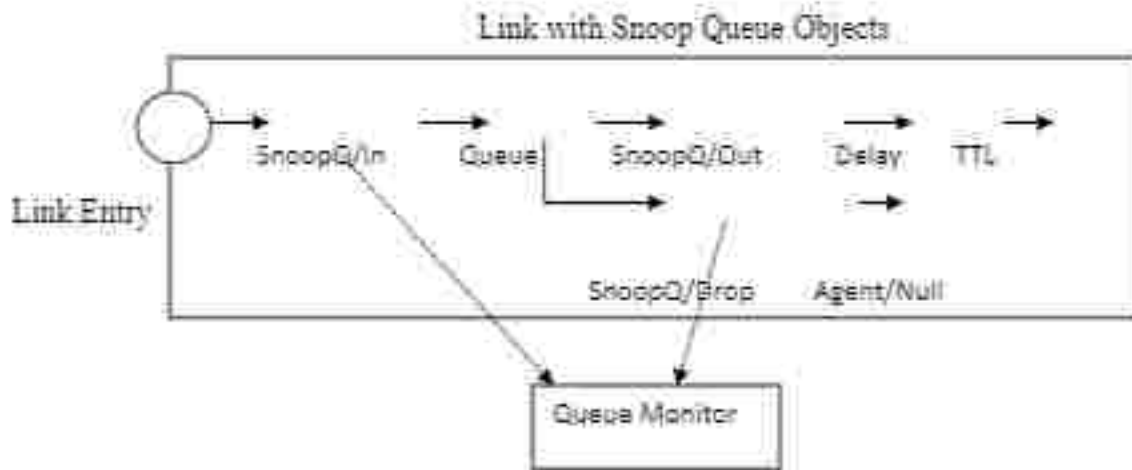 Link with Snoop Queue Objects
SnoopQ/In Queue SnoopQ/Out Delay TTL
Link Entry
SnoopQ/Drop Agent/Null
Queue Monitor